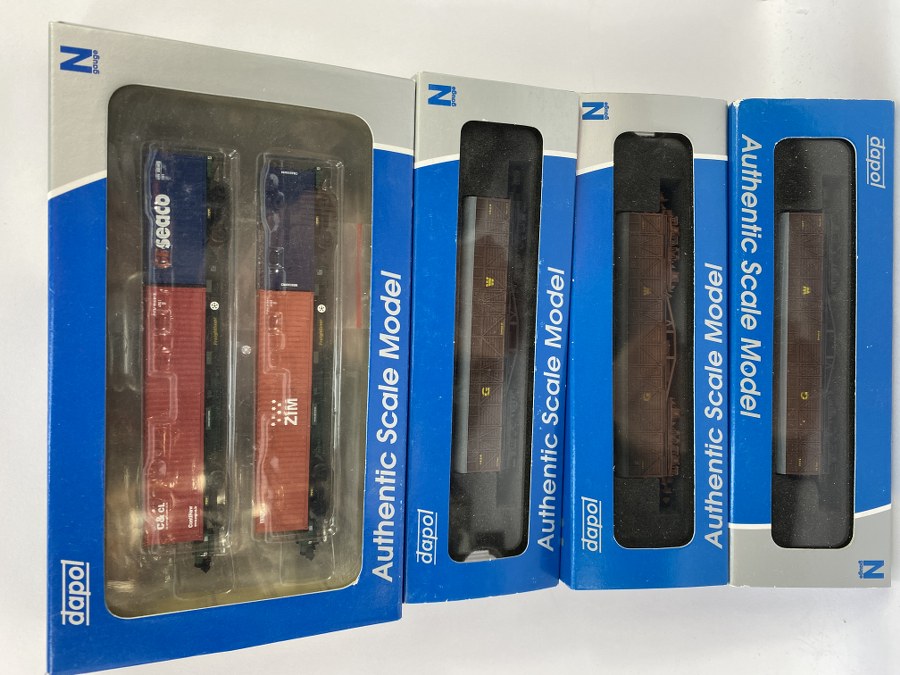 N
gauge
seaco
C&CL
ZIM
Authentic Scale Model
dapol
N
gauge
W
G
Authentic Scale Model
dapol
N
gauge
W
G
Authentic Scale Model
dapol
dapol
Authentic Scale Model
W
G
N
gauge